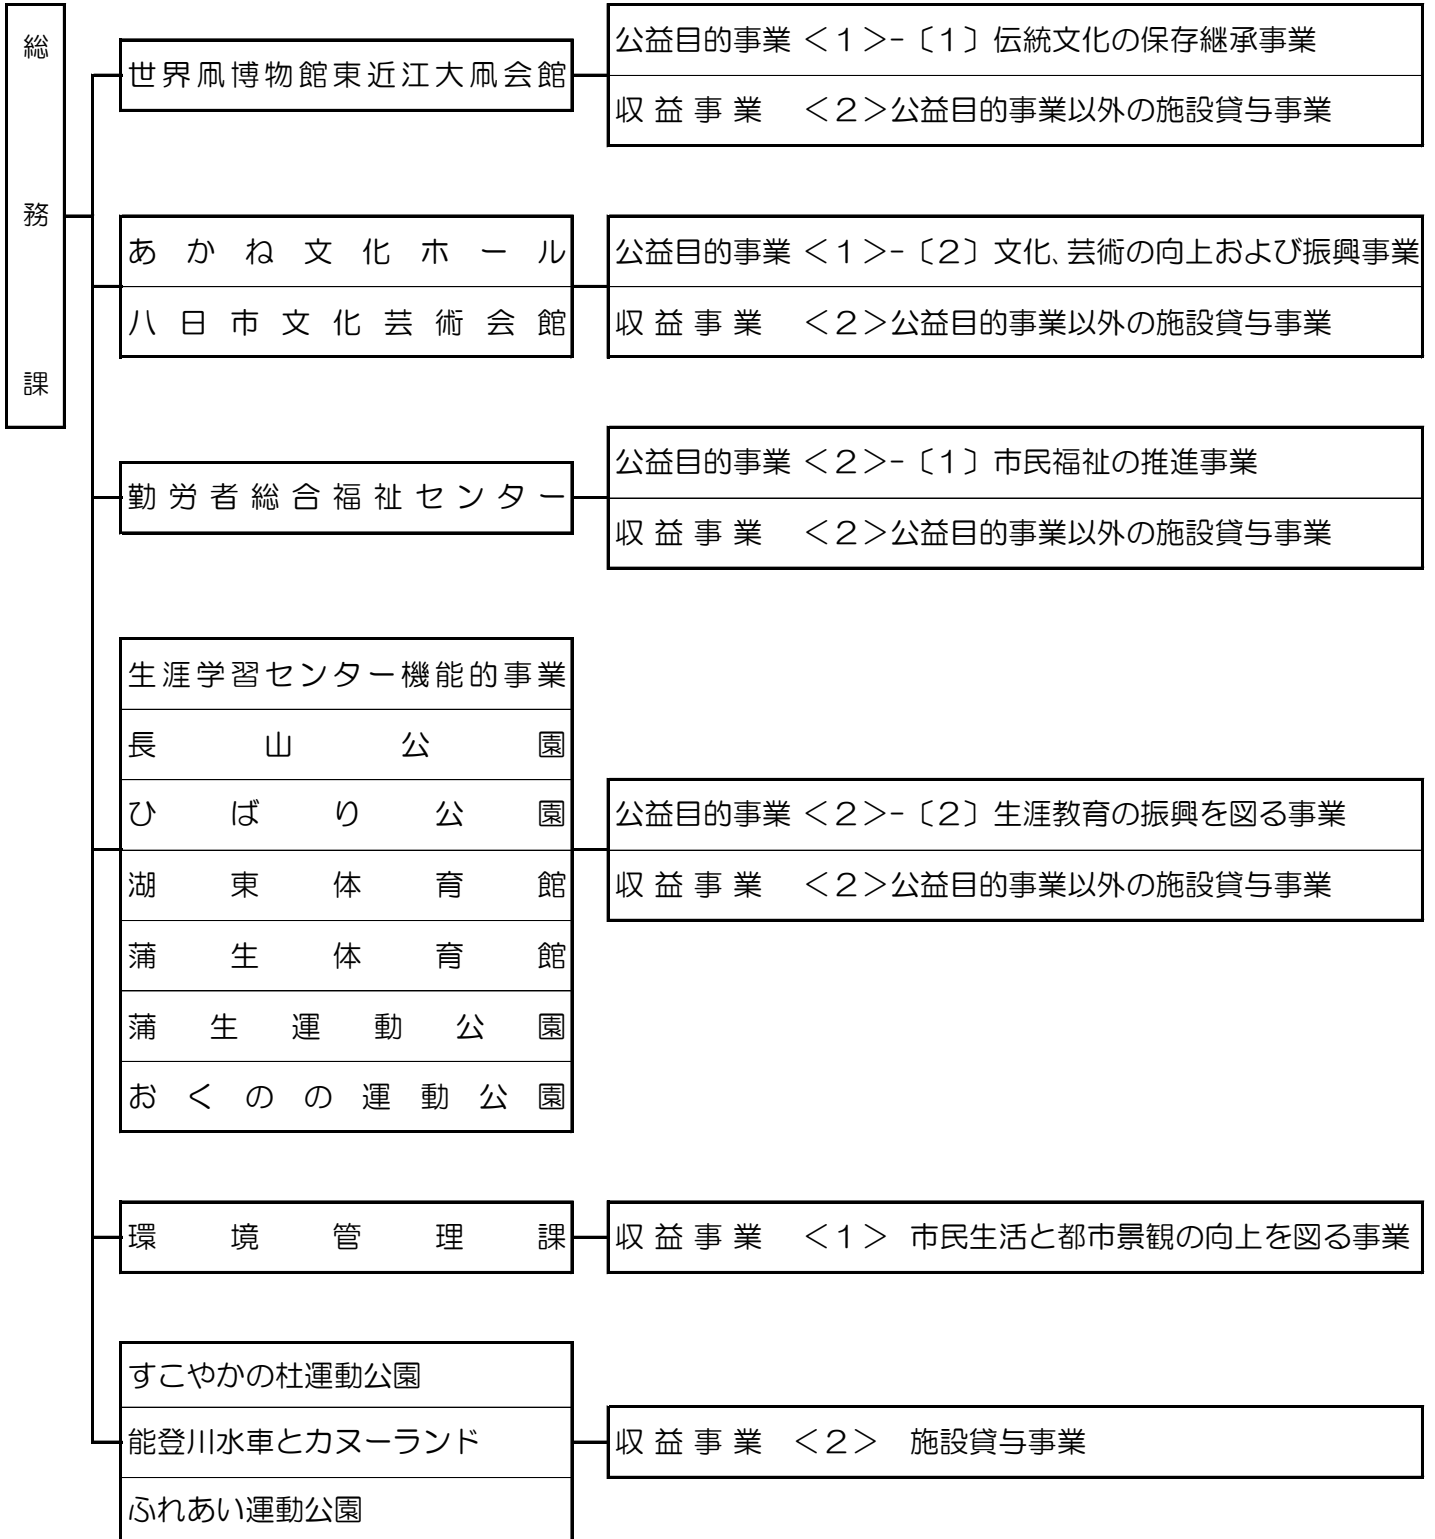 総務課
世界凧博物館東近江大凧会館
公益目的事業 <1>-〔1〕伝統文化の保存継承事業
収益事業 <2>公益目的事業以外の施設貸与事業
あかね文化ホール
八日市文化芸術会館
公益目的事業 <1>-〔2〕文化、芸術の向上および振興事業
収益事業 <2>公益目的事業以外の施設貸与事業
勤労者総合福祉センター
公益目的事業 <2>-〔1〕市民福祉の推進事業
収益事業 <2>公益目的事業以外の施設貸与事業
生涯学習センター機能的事業
長山公園
ひばり公園
湖東体育館
蒲生体育館
蒲生運動公園
おくのの運動公園
公益目的事業 <2>-〔2〕生涯教育の振興を図る事業
収益事業 <2>公益目的事業以外の施設貸与事業
環境管理課
収益事業 <1> 市民生活と都市景観の向上を図る事業
すこやかの杜運動公園
能登川水車とカヌーランド
ふれあい運動公園
収益事業 <2> 施設貸与事業